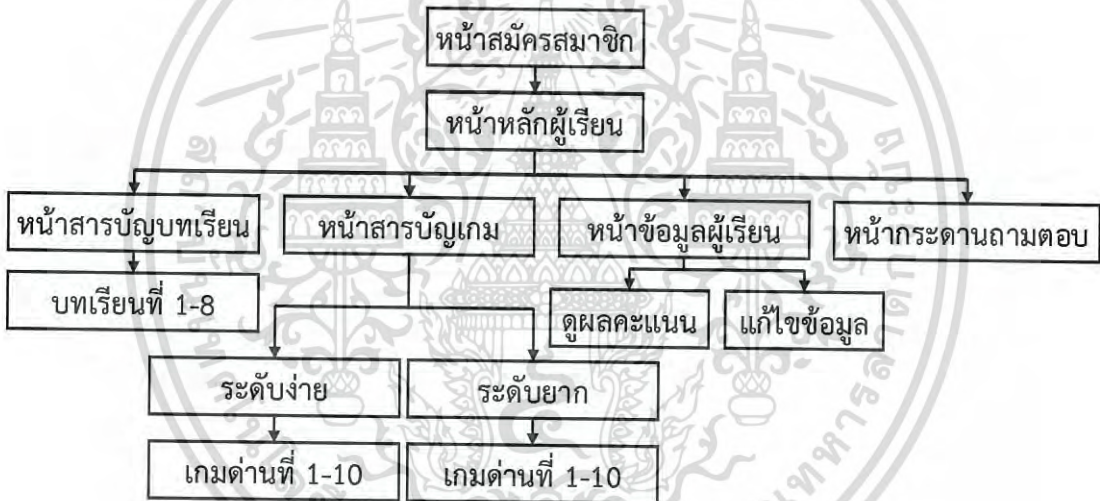 หน้าสมัครสมาชิก
หน้าหลักผู้เรียน
หน้าสารบัญบทเรียน
หน้าสารบัญเกม
หน้าข้อมูลผู้เรียน
หน้ากระดานถามตอบ
บทเรียนที่ 1-8
ดูผลคะแนน
แก้ไขข้อมูล
ระดับง่าย
ระดับยาก
เกมด่านที่ 1-10
เกมด่านที่ 1-10